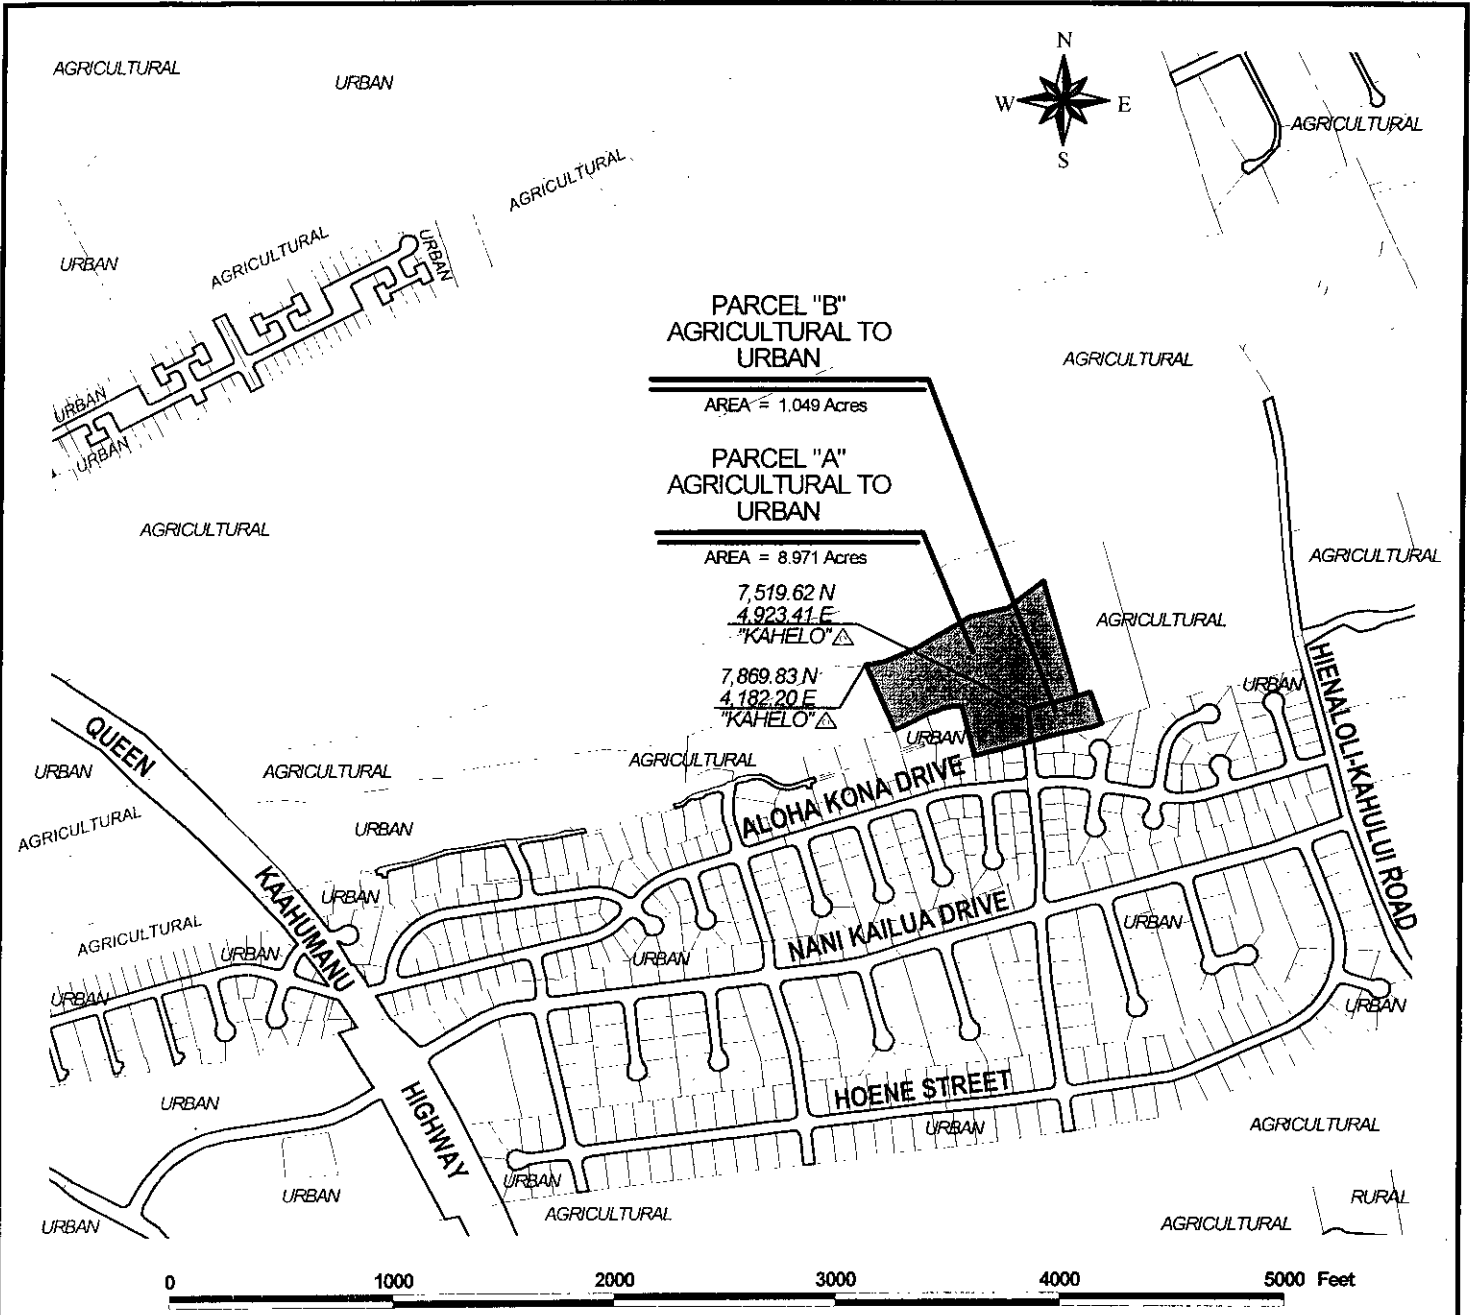 N
AGRICULTURAL
URBAN
W
E
AGRICULTURAL
S
AGRICULTURAL
AGRICULTURAL
URBAN
URBAN
PARCEL "B"
AGRICULTURAL TO
URBAN
AREA = 1.049 Acres
AGRICULTURAL
URBAN
URBAN
PARCEL "A"
AGRICULTURAL TO
URBAN
AREA = 8.971 Acres
AGRICULTURAL
AGRICULTURAL
7,519.62 N
4,923.41 E
"KAHELO"
AGRICULTURAL
7,869.83 N
4,182.20 E
"KAHELO"
URBAN
HIENALOLI-KAHULUI ROAD
QUEEN
URBAN
AGRICULTURAL
URBAN
AGRICULTURAL
ALOHA KONA DRIVE
AGRICULTURAL
URBAN
KAAHUMANU
URBAN
AGRICULTURAL
NANI KAILUA DRIVE
URBAN
URBAN
URBAN
URBAN
URBAN
HOENE STREET
URBAN
HIGHWAY
URBAN
AGRICULTURAL
URBAN
URBAN
AGRICULTURAL
RURAL
URBAN
AGRICULTURAL
0 1000 2000 3000 4000 5000 Feet